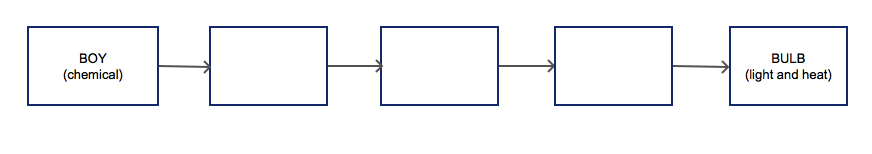 BOY
(chemical)
BULB
(light and heat)